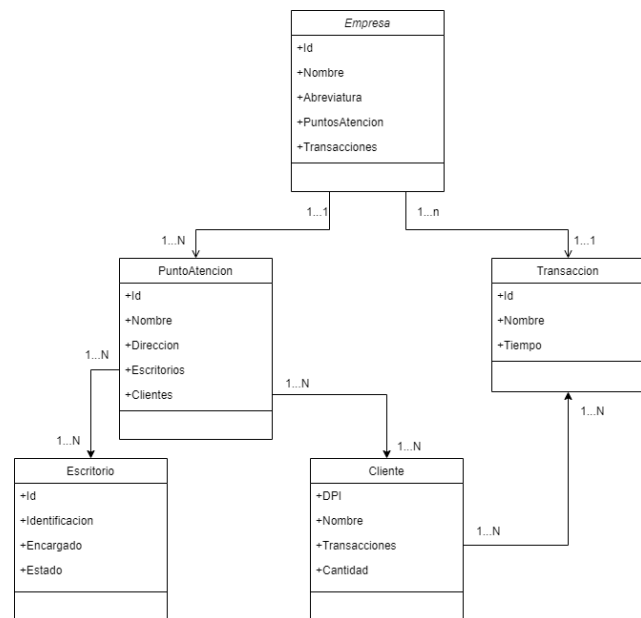 Empresa
+Id
+Nombre
+Abreviatura
+PuntosAtencion
+Transacciones
1...1
1...n
1...N
1...1
PuntoAtencion
+Id
+Nombre
+Direccion
+Escritorios
+Clientes
Transaccion
+Id
+Nombre
+Tiempo
1...N
1...N
1...N
1...N
1...N
Escritorio
+Id
+Identificacion
+Encargado
+Estado
Cliente
+DPI
+Nombre
+Transacciones
+Cantidad
1...N